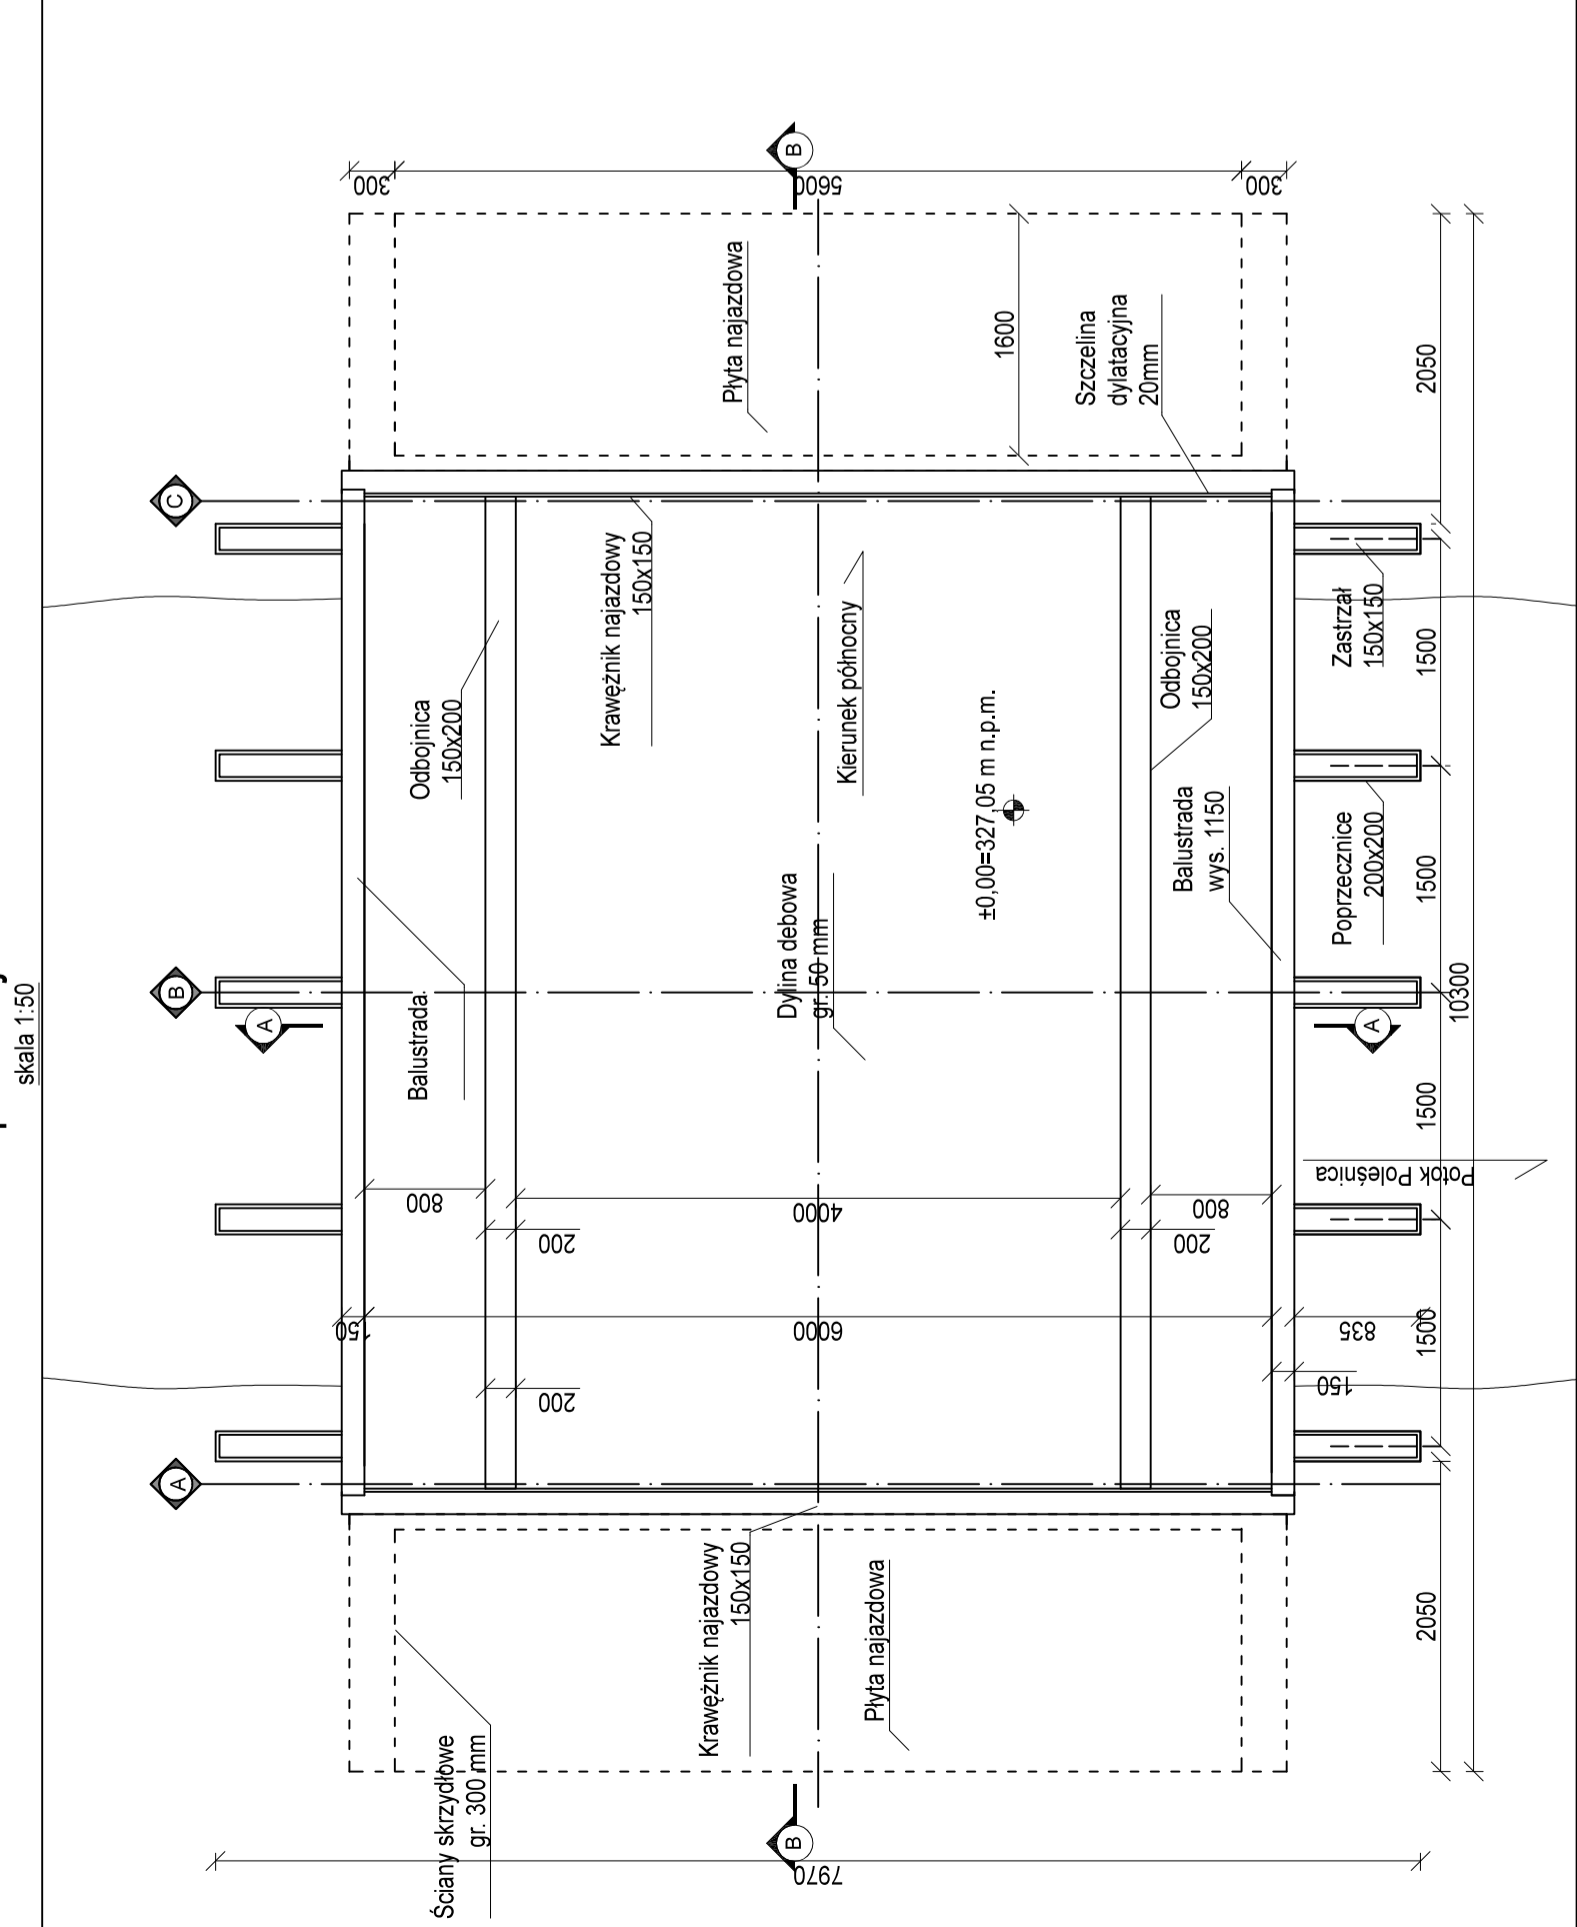 skala 1:50
300
5600
300
B
Płyta najazdowa
1600
Szczelina
dylatacyjna
20mm
2050
C
Krawężnik najazdowy
150x150
Odbojnica
150x200
Kierunek północny
±0,00=327,05 m n.p.m.
Odbojnica
150x200
Zastrzał
150x150
1500
Balustrada
wys. 1150
Poprzecznice
200x200
1500
Dylina debowa
gr. 50 mm
B
A
Balustrada
A
10300
1500
800
200
4000
200
800
Potok Poleśnica
150
6000
835
1500
200
150
A
Krawężnik najazdowy
150x150
Płyta najazdowa
2050
Ściany skrzydłowe
gr. 300 mm
B
7970